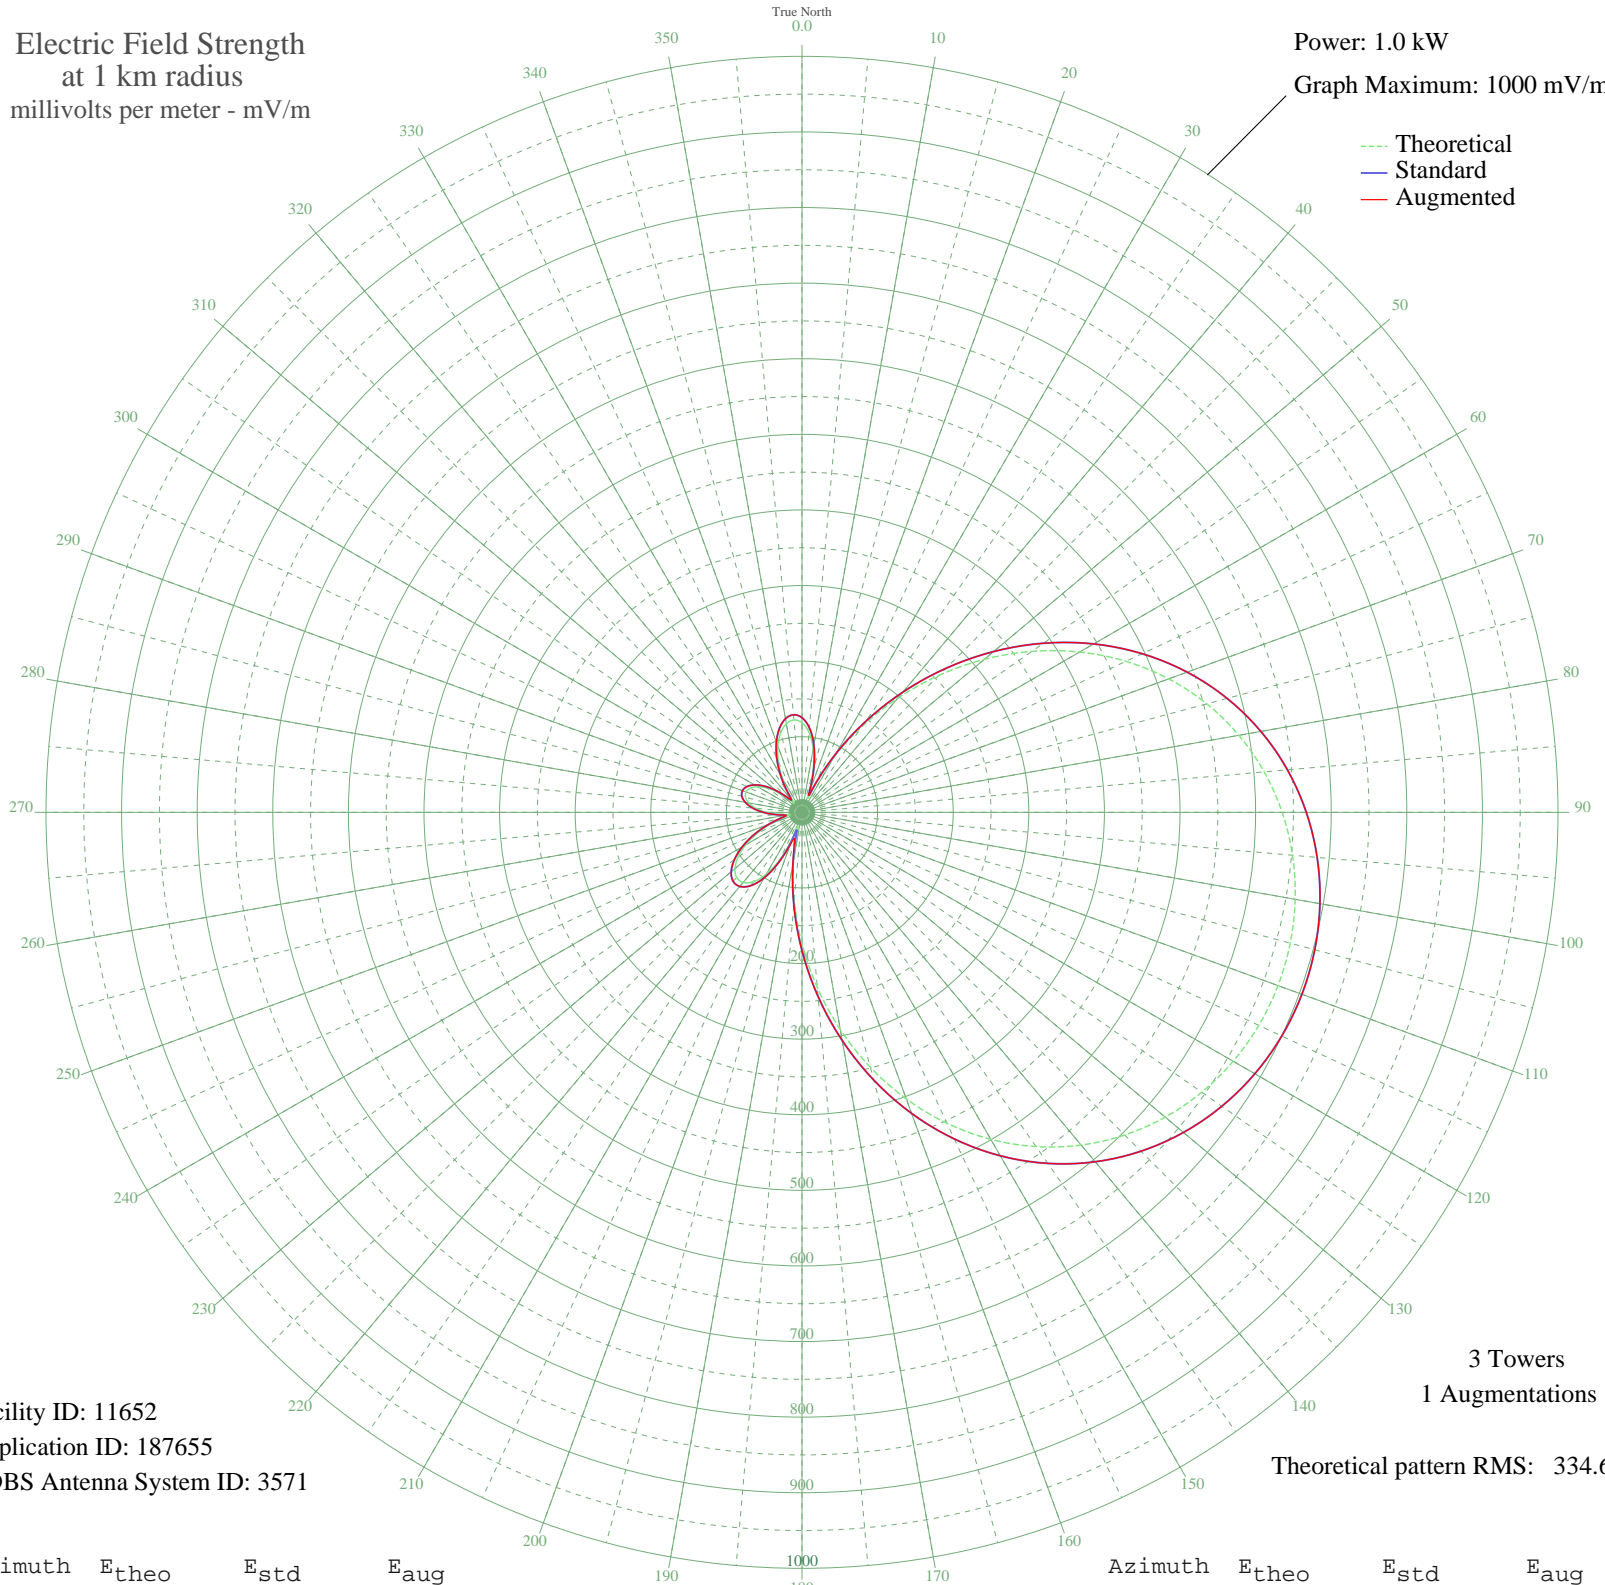 True North
0.0
Electric Field Strength
at 1 km radius
millivolts per meter - mV/m
Power: 1.0 kW
Graph Maximum: 1000 mV/m
Theoretical
Standard
Augmented
10
20
30
40
50
60
70
80
90
100
110
120
130
140
150
160
170
190
200
210
220
230
240
250
260
270
280
290
300
310
320
330
340
350
200
300
400
500
600
700
800
900
1000
3 Towers
1 Augmentations
Theoretical pattern RMS: 334.6
cility ID: 11652
plication ID: 187655
DBS Antenna System ID: 3571
imuth Etheo Estd Eaug Azimuth Etheo Estd Eaug